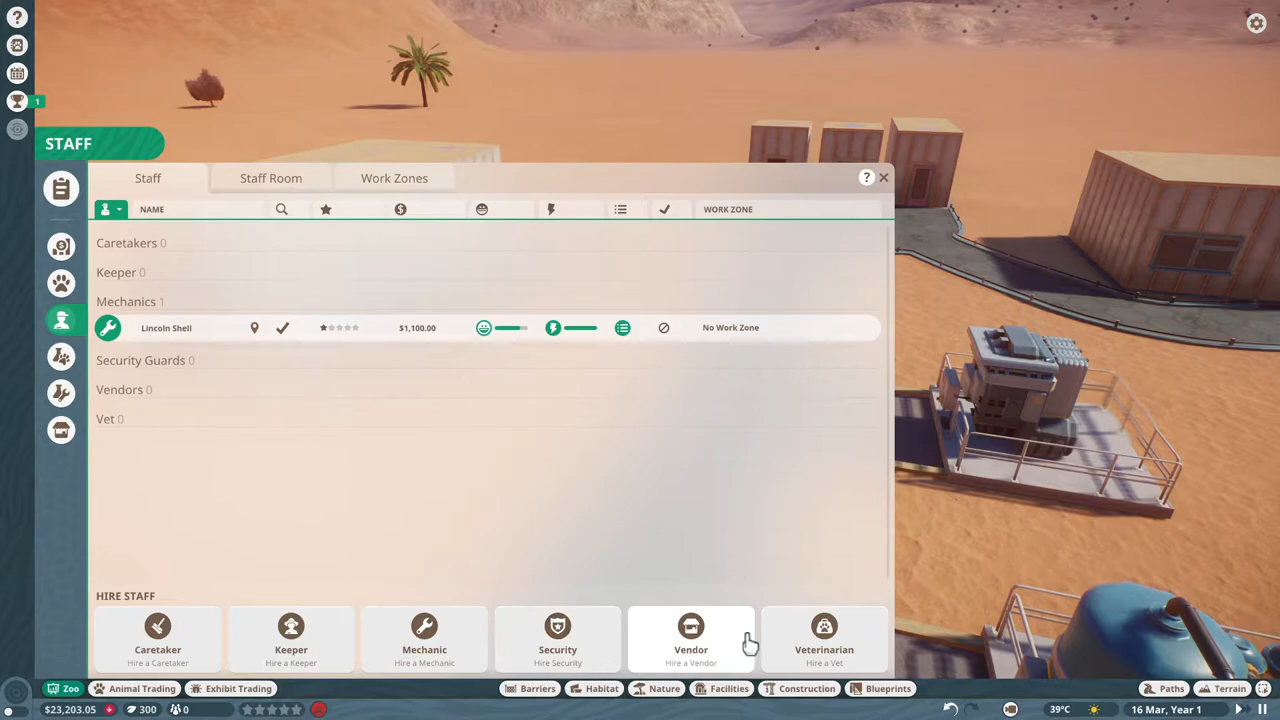 ?
1
STAFF
Staff
Staff Room
Work Zones
?
NAME
WORK ZONE
Caretakers 0
Keeper 0
Mechanics 1
Lincoln Shell
$1,100.00
No Work Zone
Security Guards 0
Vendors 0
Vet 0
HIRE STAFF
Caretaker
Hire a Caretaker
Keeper
Hire a Keeper
Mechanic
Hire a Mechanic
Security
Hire Security
Vendor
Hire a Vendor
Veterinarian
Hire a Vet
Zoo
Animal Trading
Exhibit Trading
Barriers
Habitat
Nature
Facilities
Construction
Blueprints
Paths
Terrain
$23,203.05
300
0
39°C
16 Mar, Year 1